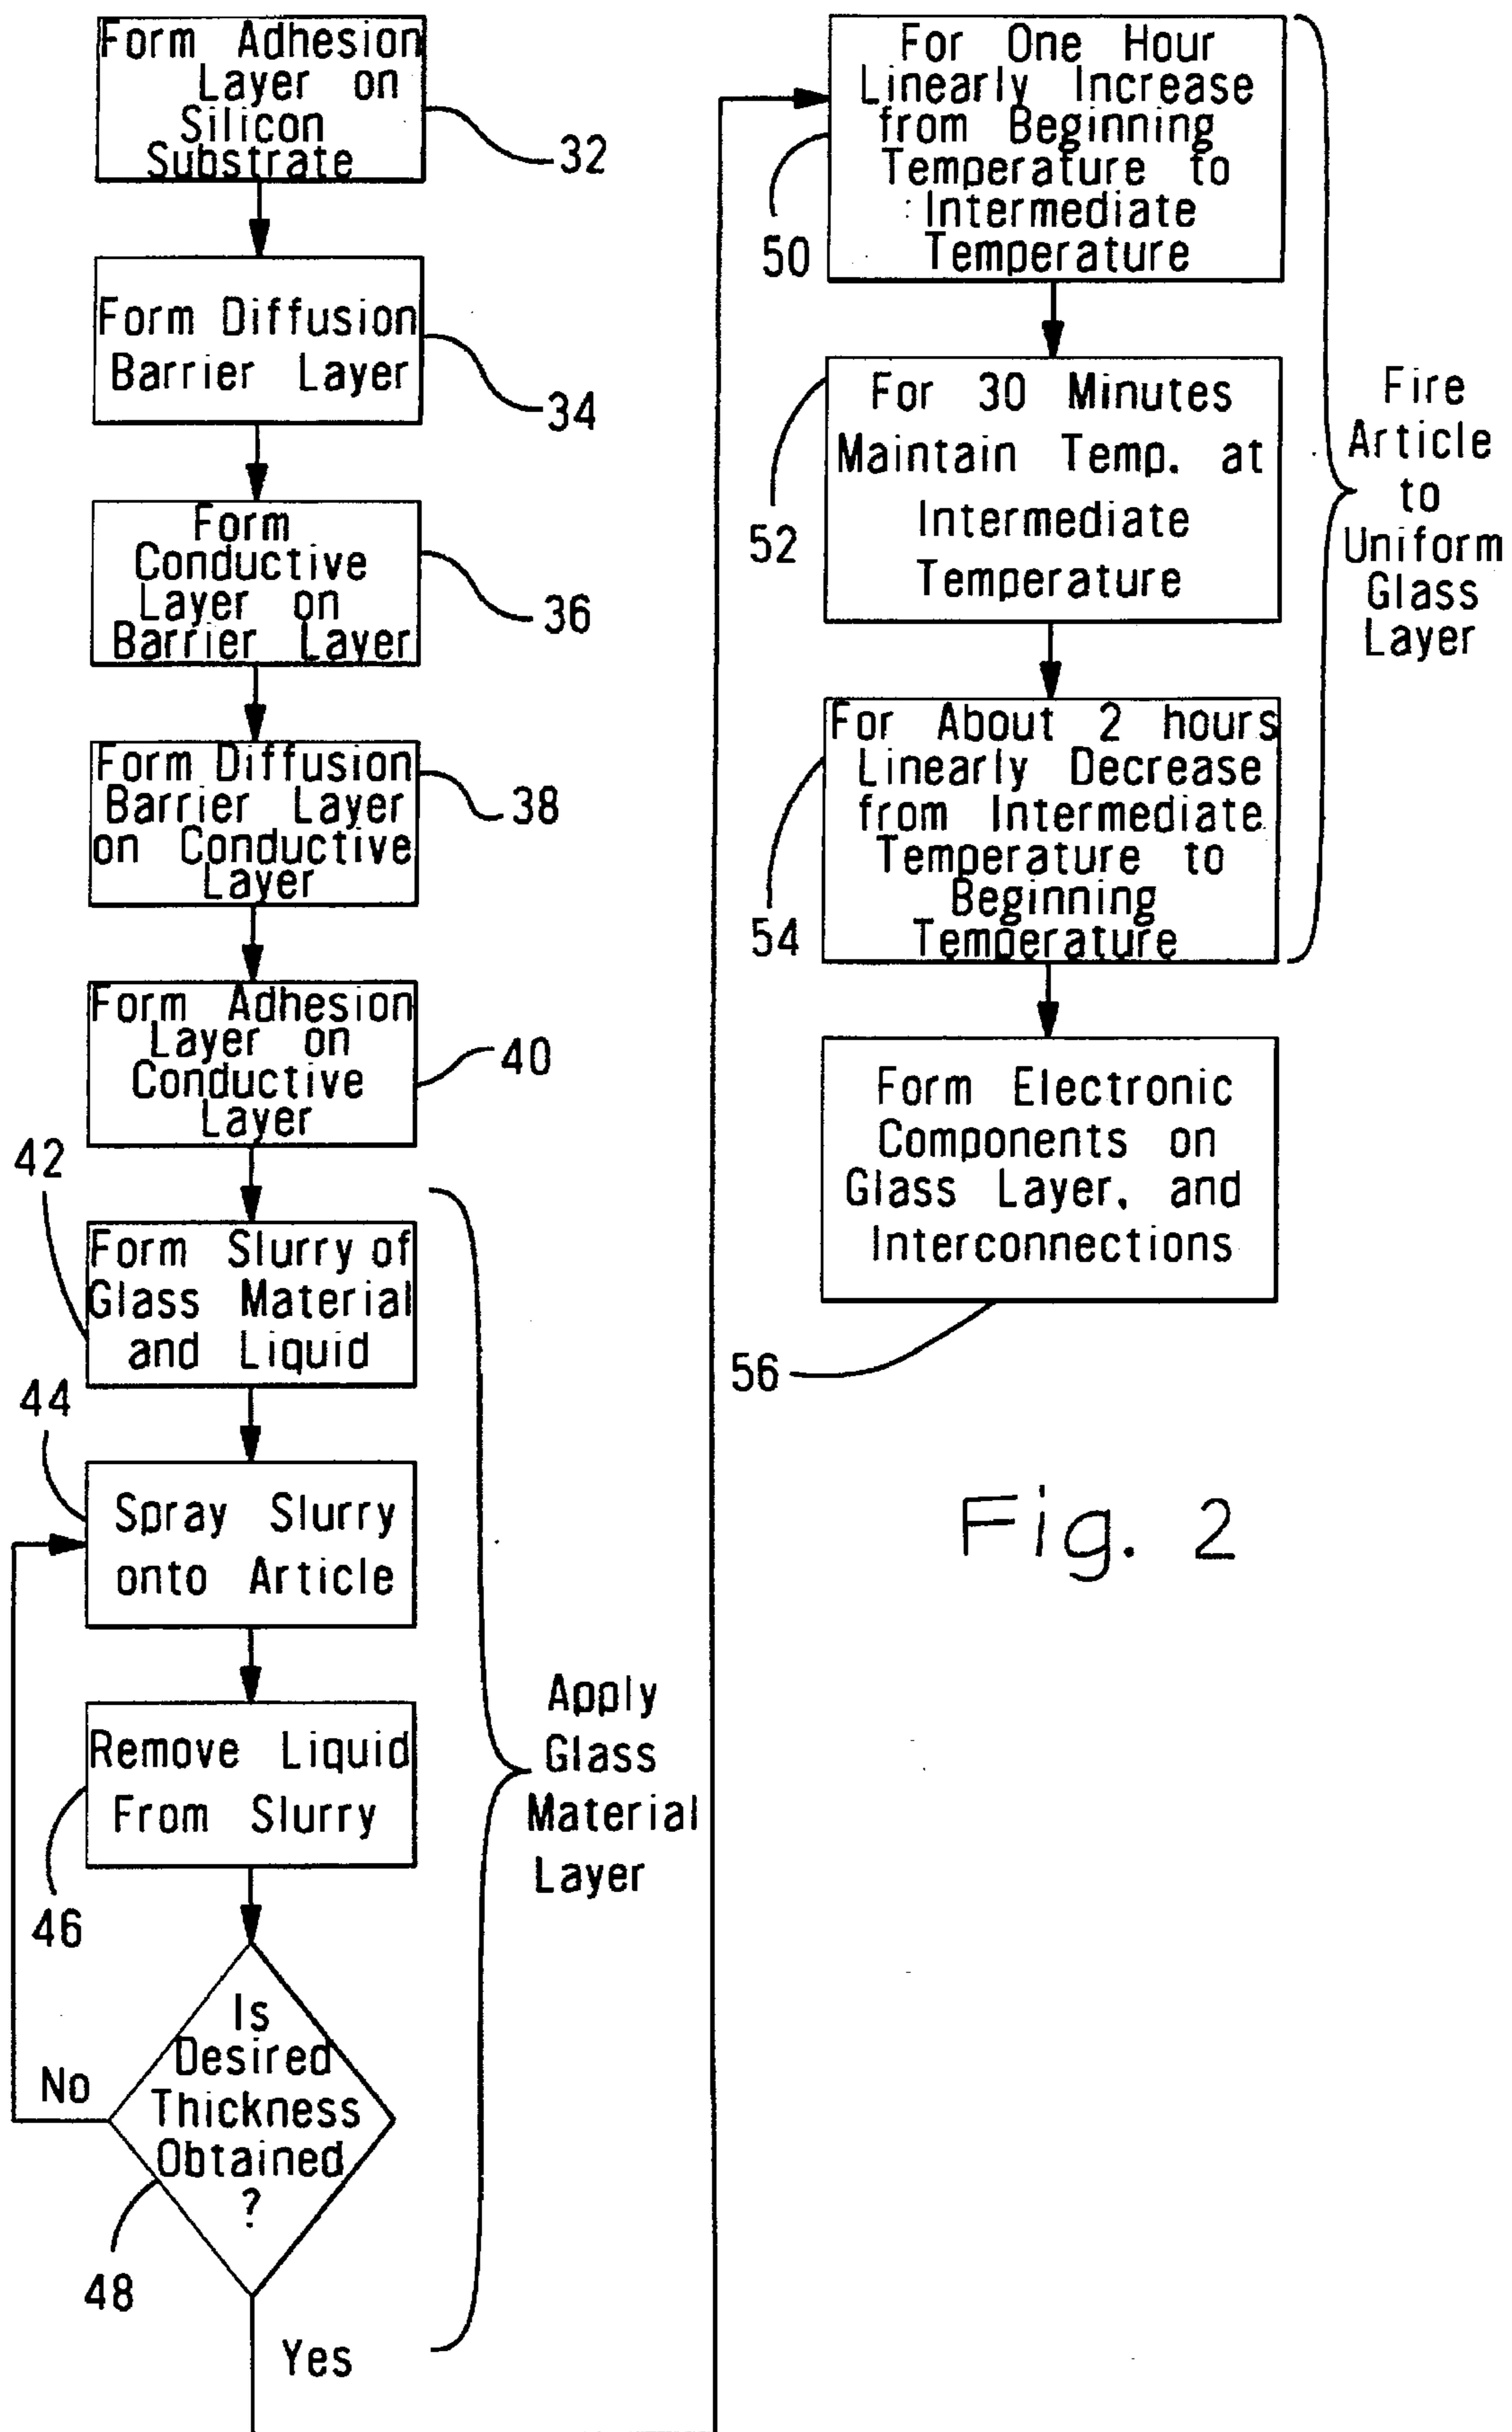 Form Adhesion
Layer on
Silicon
Substrate
32
Form Diffusion
Barrier Layer
34
Form
Conductive
Layer on
Barrier Layer
36
Form Diffusion
Barrier Layer
on Conductive
Layer
38
Form Adhesion
Layer on
Conductive
Layer
40
42
Form Slurry of
Glass Material
and Liquid
44
Spray Slurry
onto Article
Remove Liquid
From Slurry
46
Is
Desired
Thickness
Obtained
?
No
48
Yes
Apply
Glass
Material
Layer
For One Hour
Linearly Increase
from Beginning
Temperature to
Intermediate
Temperature
50
For 30 Minutes
Maintain Temp. at
Intermediate
Temperature
52
For About 2 hours
Linearly Decrease
from Intermediate
Temperature to
Beginning
Temperature
54
Fire
Article
to
Uniform
Glass
Layer
Form Electronic
Components on
Glass Layer, and
Interconnections
56
Fig. 2